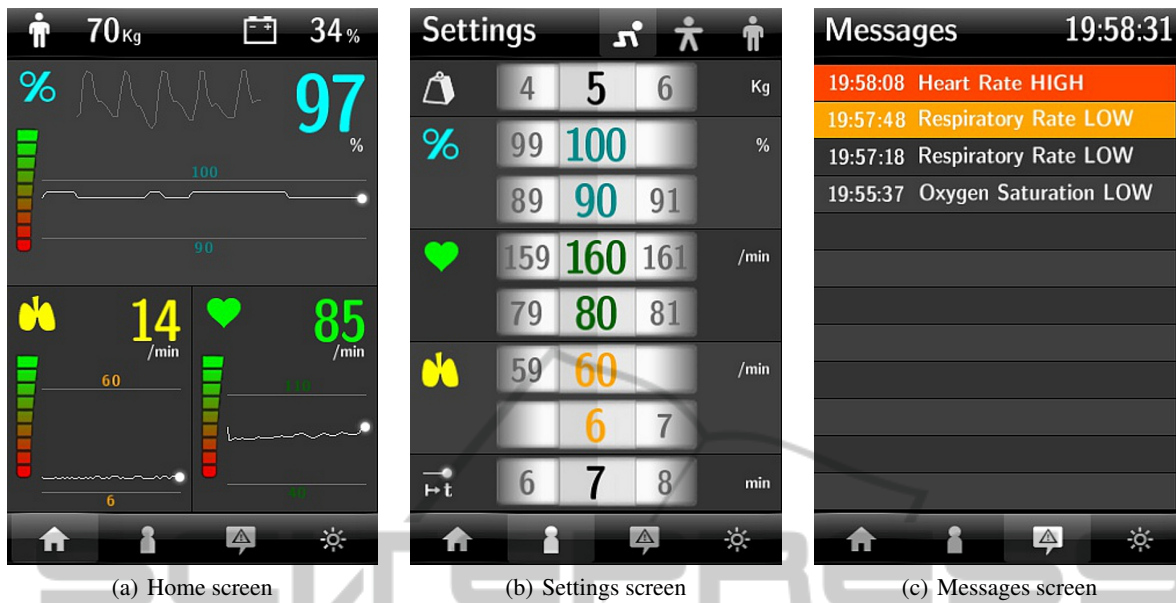 70 Kg 34 %
97
%
100
90
14 /min
85 /min
60
110
6
40
(a) Home screen
Settings
4 5 6 Kg
99 100 %
89 90 91
159 160 161 /min
79 80 81
59 60 /min
6 7
t 6 7 8 min
(b) Settings screen
Messages 19:58:31
19:58:08 Heart Rate HIGH
19:57:48 Respiratory Rate LOW
19:57:18 Respiratory Rate LOW
19:55:37 Oxygen Saturation LOW
(c) Messages screen
SCITEPRESS